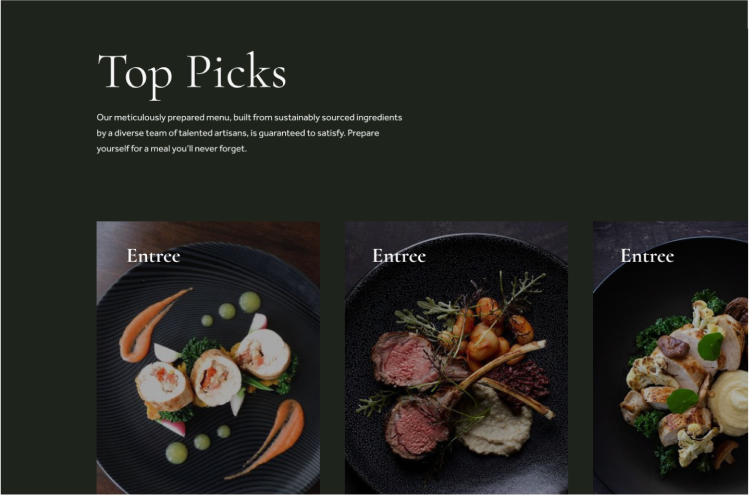 Top Picks
Our meticulously prepared menu, built from sustainably sourced ingredients
by a diverse team of talented artisans, is guaranteed to satisfy. Prepare
yourself for a meal you'll never forget.
Entree
Entree
Entree